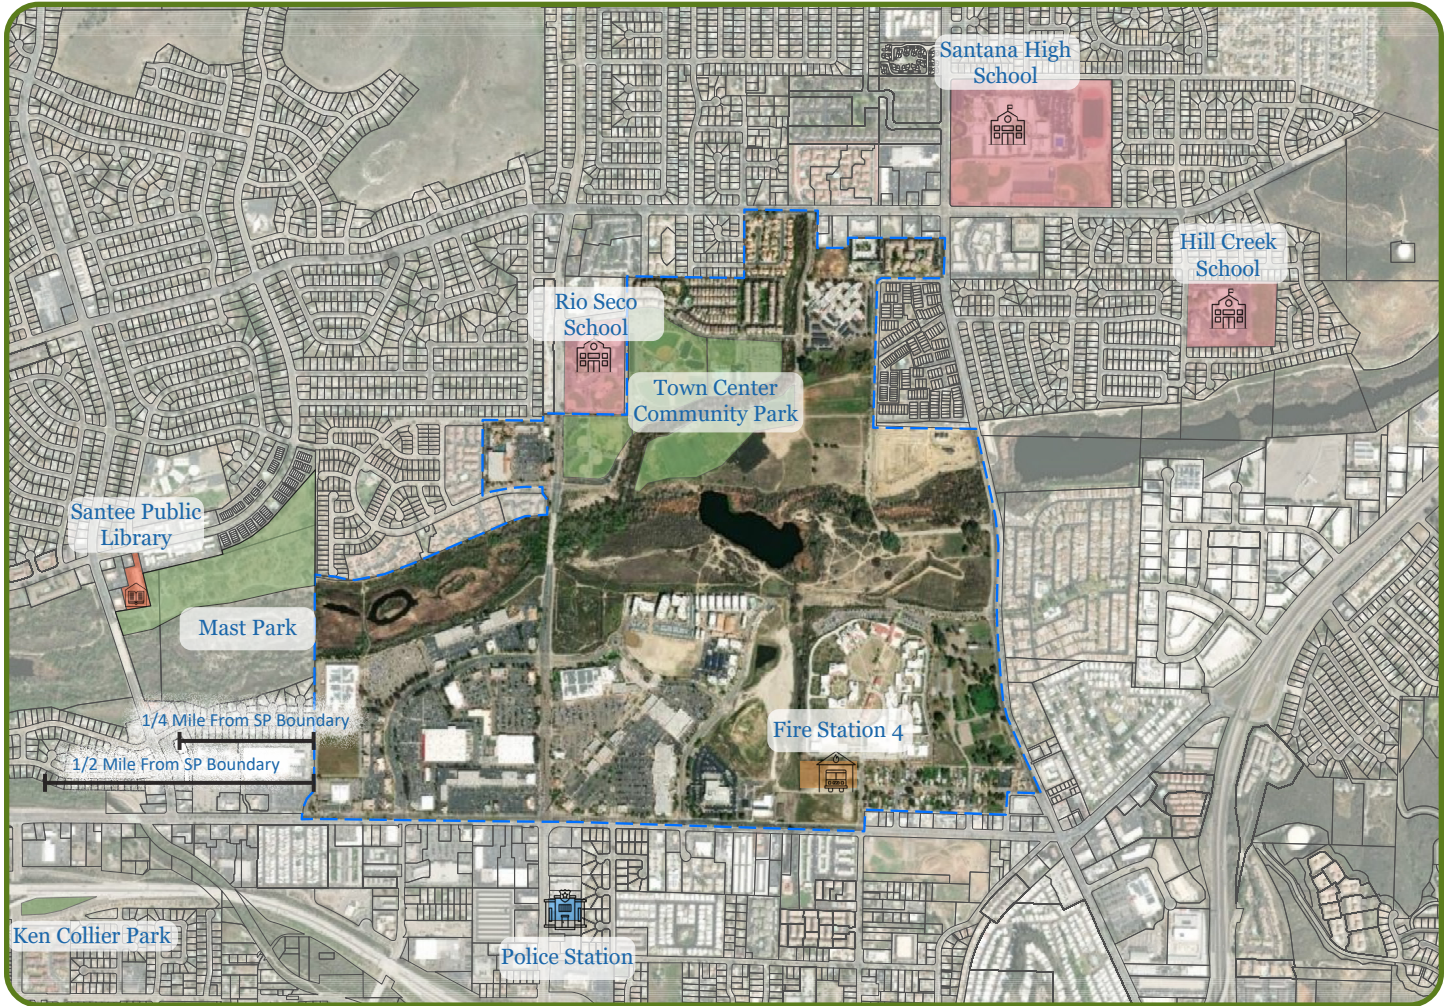 Santana High
School
Hill Creek
School
Rio Seco
School
Town Center
Community Park
Santee Public
Library
Mast Park
1/4 Mile From SP Boundary
1/2 Mile From SP Boundary
Fire Station 4
Ken Collier Park
Police Station